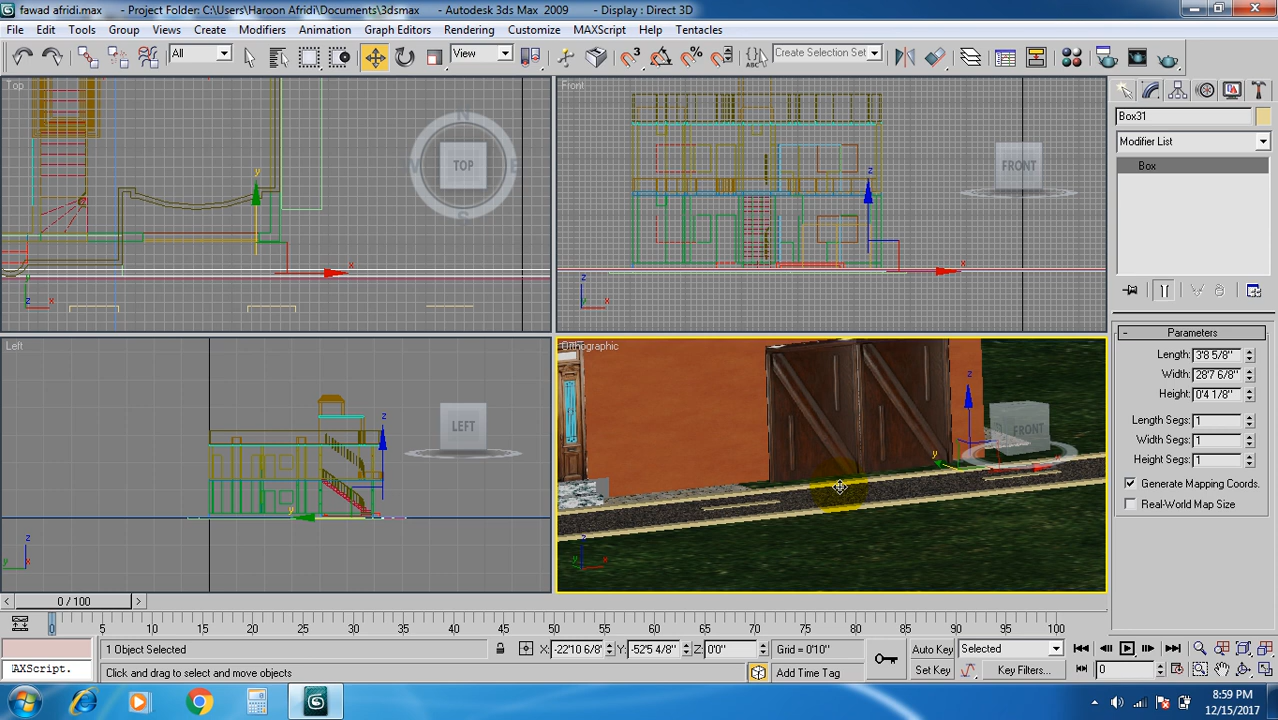 fawad afridi.max - Project Folder: C:\Users\Haroon Afridi\Documents\3dsmax - Autodesk 3ds Max 2009 - Display : Direct 3D
File Edit Tools Group Views Create Modifiers Animation Graph Editors Rendering Customize MAXScript Help Tentacles
All View 3 Create Selection Set
ABC
Top Front
N
TOP FRONT
S
y z
x x
z x z
y x
Box31
Modifier List
Box
Left Orthographic
LEFT FRONT
z z
y y
z
y x
z
y x
Parameters
Length: 3'8 5/8"
Width: 28'7 6/8"
Height: 0'4 1/8"
Length Segs: 1
Width Segs: 1
Height Segs: 1
Generate Mapping Coords.
Real-World Map Size
< 0 / 100 >
0 5 10 15 20 25 30 35 40 45 50 55 60 65 70 75 80 85 90 95 100
1 Object Selected X: -22'10 6/8" Y: -52'5 4/8" Z: 0'0" Grid = 0'10" Auto Key Selected
AXScript. Click and drag to select and move objects Add Time Tag Set Key Key Filters... 0
8:59 PM
12/15/2017